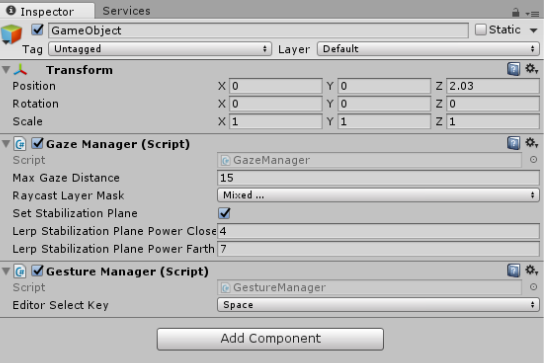 Inspector Services
GameObject Static
Tag Untagged Layer Default
Transform
Position X 0 Y 0 Z 2.03
Rotation X 0 Y 0 Z 0
Scale X 1 Y 1 Z 1
Gaze Manager (Script)
Script GazeManager
Max Gaze Distance 15
Raycast Layer Mask Mixed ...
Set Stabilization Plane
Lerp Stabilization Plane Power Close 4
Lerp Stabilization Plane Power Farth 7
Gesture Manager (Script)
Script GestureManager
Editor Select Key Space
Add Component